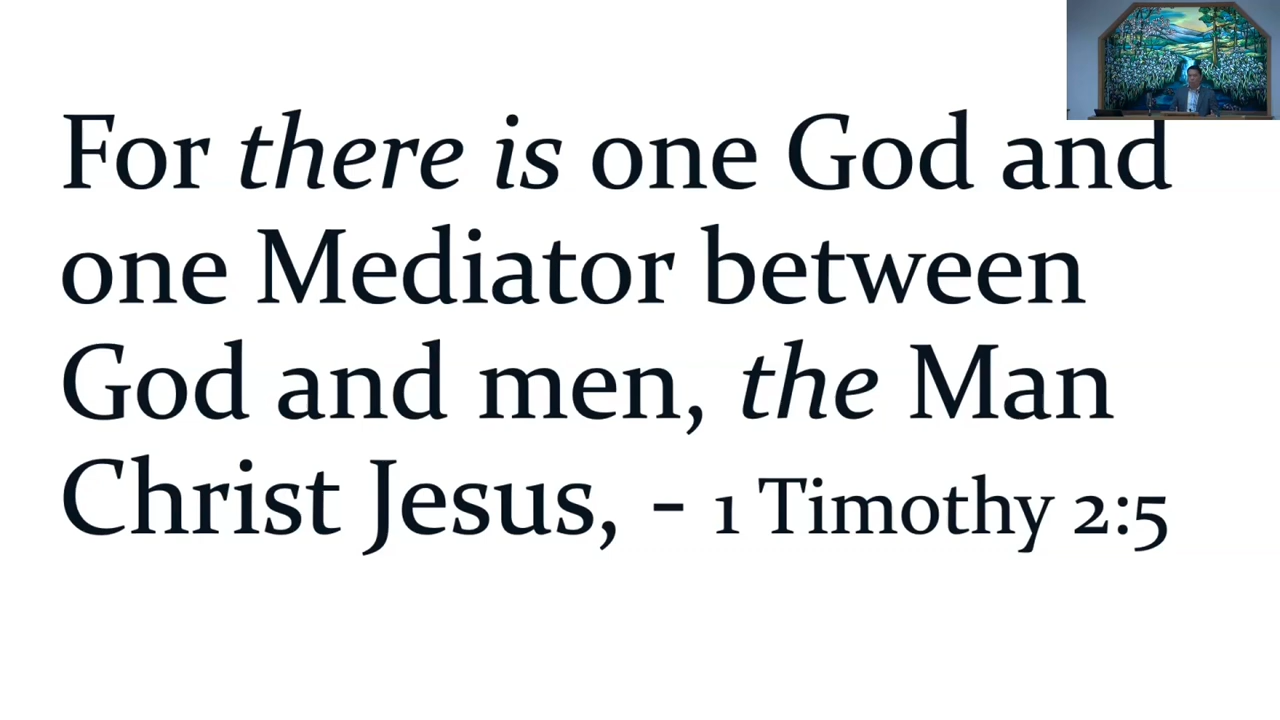 For there is one God and
one Mediator between
God and men, the Man
Christ Jesus, - 1 Timothy 2:5